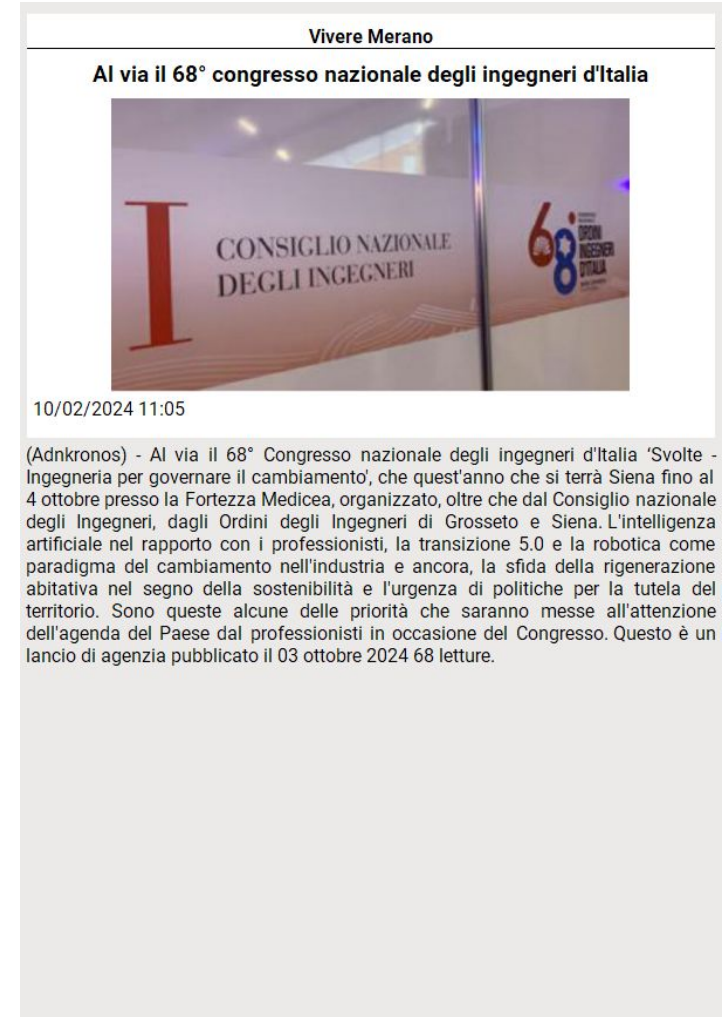 Vivere Merano
Al via il 68° congresso nazionale degli ingegneri d'Italia
I
CONSIGLIO NAZIONALE
DEGLI INGEGNERI
68°
ORDINI
INGEGNERI
D'ITALIA
10/02/2024 11:05
(Adnkronos) - Al via il 68° Congresso nazionale degli ingegneri d'Italia ‘Svolte -
Ingegneria per governare il cambiamento', che quest'anno che si terrà Siena fino al
4 ottobre presso la Fortezza Medicea, organizzato, oltre che dal Consiglio nazionale
degli Ingegneri, dagli Ordini degli Ingegneri di Grosseto e Siena. L'intelligenza
artificiale nel rapporto con i professionisti, la transizione 5.0 e la robotica come
paradigma del cambiamento nell'industria e ancora, la sfida della rigenerazione
abitativa nel segno della sostenibilità e l'urgenza di politiche per la tutela del
territorio. Sono queste alcune delle priorità che saranno messe all'attenzione
dell'agenda del Paese dal professionisti in occasione del Congresso. Questo è un
lancio di agenzia pubblicato il 03 ottobre 2024 68 letture.